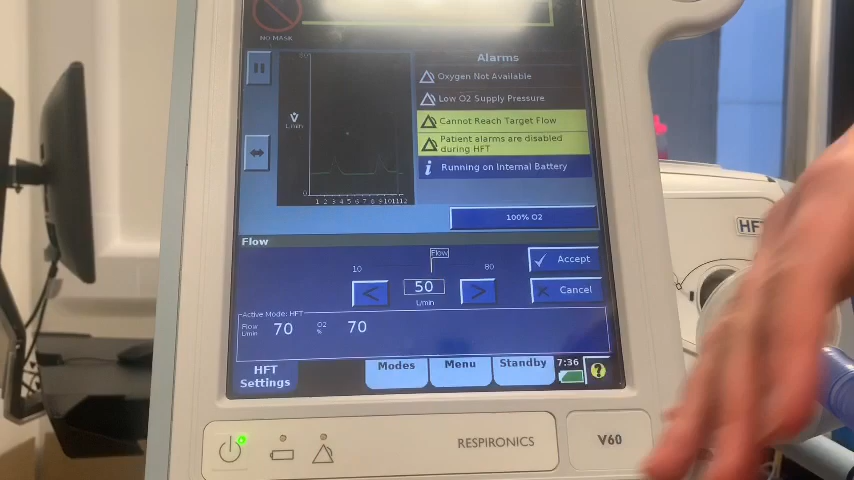 NO MASK
Alarms
Oxygen Not Available
Low O2 Supply Pressure
Cannot Reach Target Flow
Patient alarms are disabled
during HFT
Running on Internal Battery
V
L/min
0
1 2 3 4 5 6 7 8 9 10 11 12
100% O2
Flow
Flow
10
80
50
L/min
Accept
Cancel
Active Mode: HFT
Flow
L/min
70
O2
%
70
HFT
Settings
Modes
Menu
Standby
7:36
?
RESPIRONICS
V60
HF